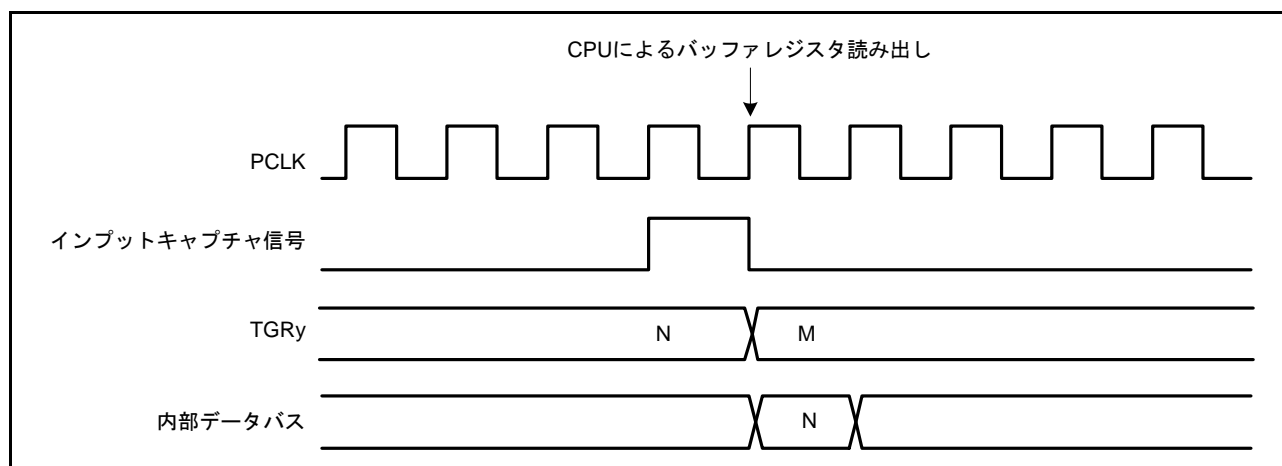 CPUによるバッファレジスタ読み出し
PCLK
インプットキャプチャ信号
TGRy
N
M
内部データバス
N